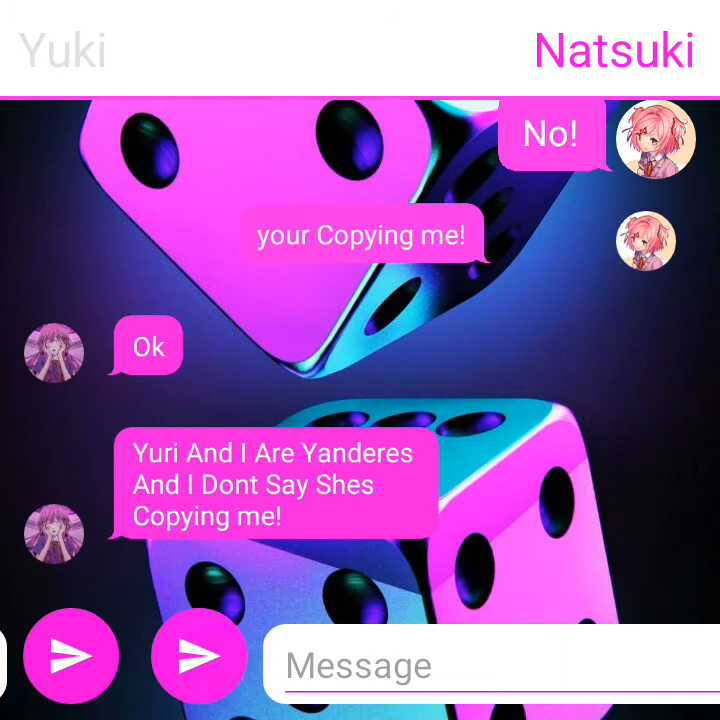 Yuki
Natsuki
No!
your Copying me!
Ok
Yuri And I Are Yanderes
And I Dont Say Shes
Copying me!
Message